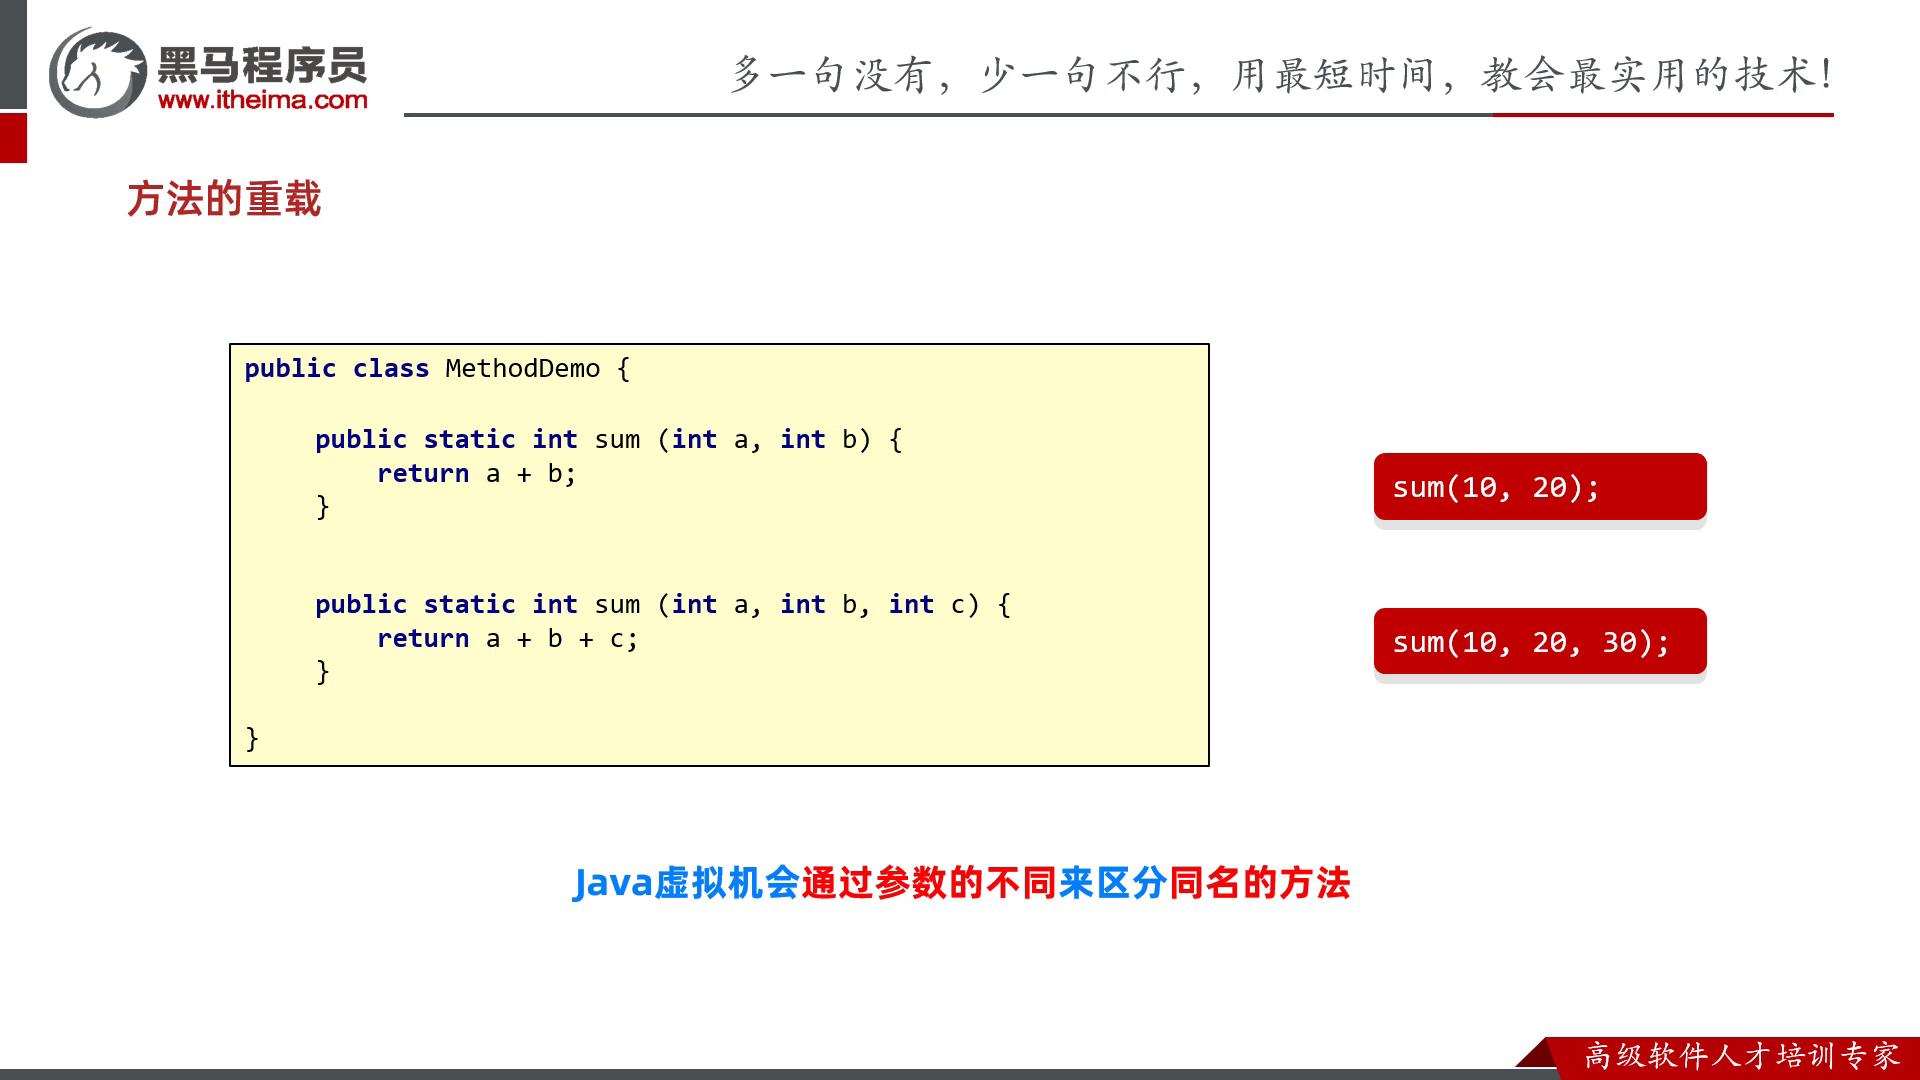 黑马程序员
www.itheima.com
多一句没有，少一句不行，用最短时间，教会最实用的技术！
方法的重载
public class MethodDemo {
public static int sum (int a, int b) {
return a + b;
}
public static int sum (int a, int b, int c) {
return a + b + c;
}
}
sum(10, 20);
sum(10, 20, 30);
Java虚拟机会通过参数的不同来区分同名的方法
高级软件人才培训专家